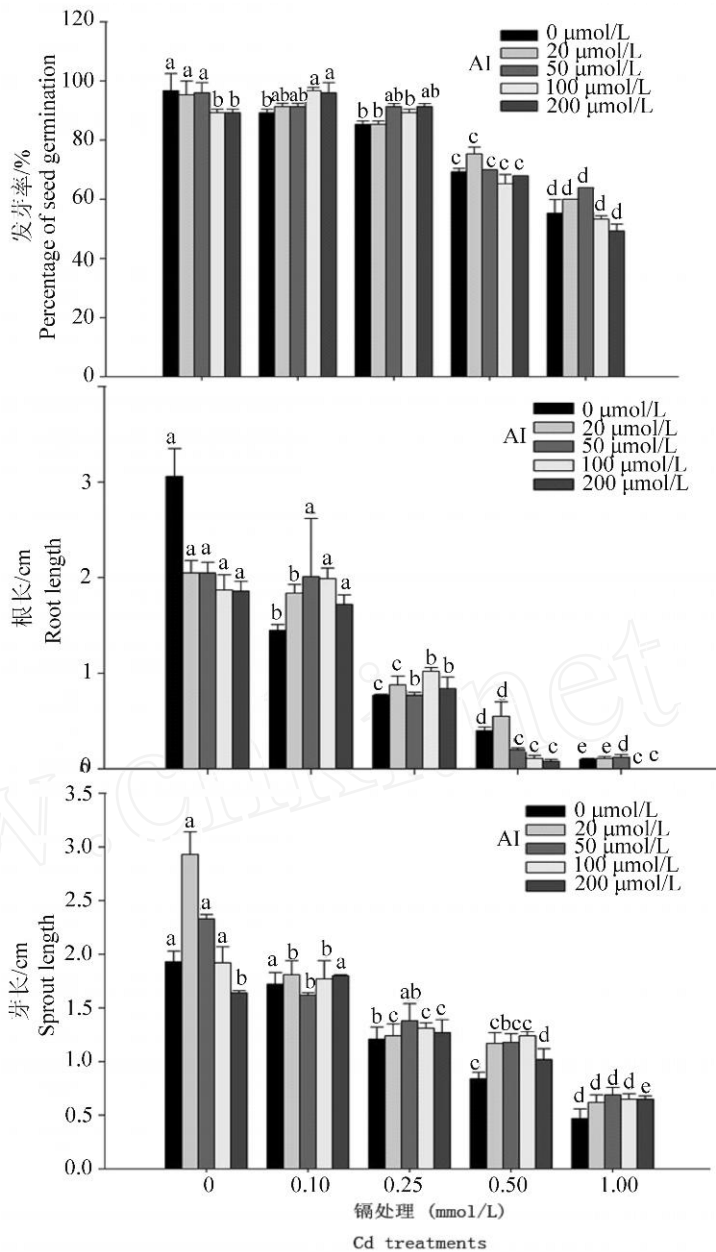 120
100
80
60
40
20
0
发芽率/%
Percentage of seed germination
AI
0 μmol/L
20 μmol/L
50 μmol/L
100 μmol/L
200 μmol/L
a a a b b
b ab ab a a
b b ab b ab
c c c c c
d d d d d
3
2
1
0
根长/cm
Root length
AI
0 μmol/L
20 μmol/L
50 μmol/L
100 μmol/L
200 μmol/L
a a a a a
b b a a a
c c b b b
d d c c c
e e d c c
3.5
3.0
2.5
2.0
1.5
1.0
0.5
0.0
芽长/cm
Sprout length
AI
0 μmol/L
20 μmol/L
50 μmol/L
100 μmol/L
200 μmol/L
a a a a b
a b b b a
b c ab c c
c c bc c d
d d d d e
0 0.10 0.25 0.50 1.00
镉处理 (mmol/L)
Cd treatments